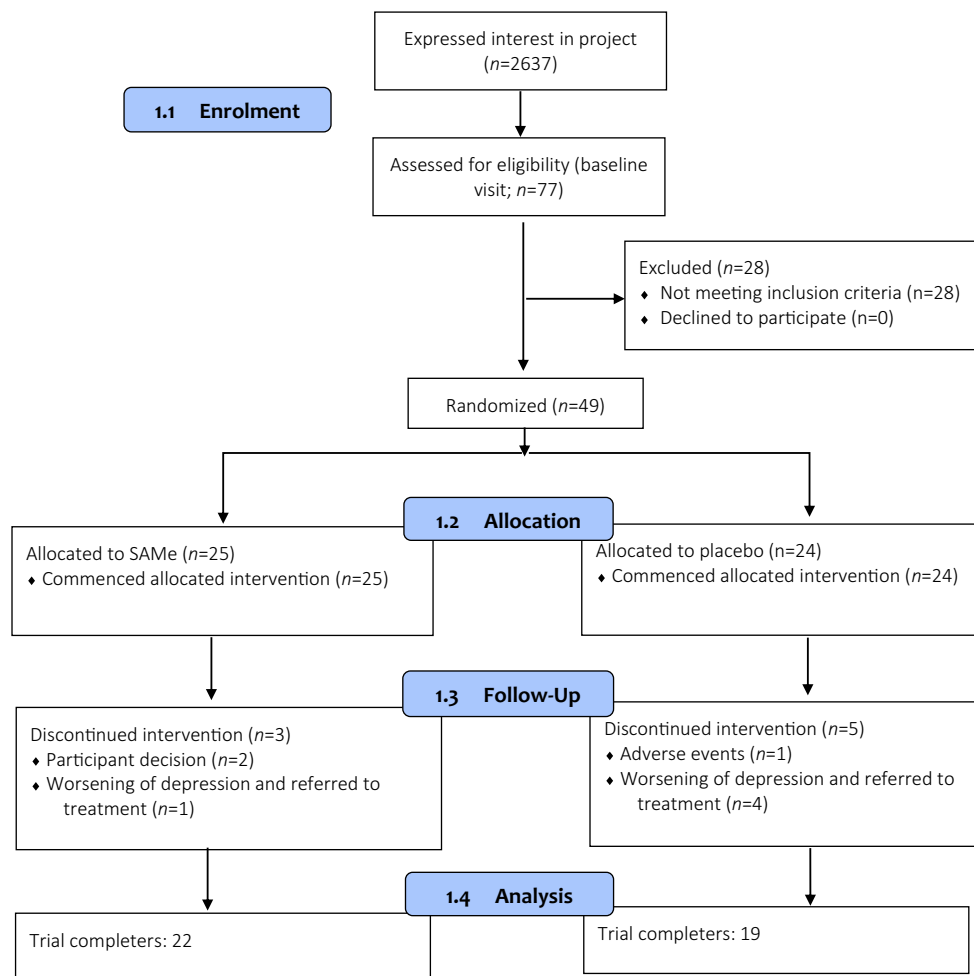 Expressed interest in project
(n=2637)
1.1 Enrolment
Assessed for eligibility (baseline
visit; n=77)
Excluded (n=28)
♦ Not meeting inclusion criteria (n=28)
♦ Declined to participate (n=0)
Randomized (n=49)
1.2 Allocation
Allocated to SAMe (n=25)
♦ Commenced allocated intervention (n=25)
Allocated to placebo (n=24)
♦ Commenced allocated intervention (n=24)
1.3 Follow-Up
Discontinued intervention (n=3)
♦ Participant decision (n=2)
♦ Worsening of depression and referred to
treatment (n=1)
Discontinued intervention (n=5)
♦ Adverse events (n=1)
♦ Worsening of depression and referred to
treatment (n=4)
1.4 Analysis
Trial completers: 22
Trial completers: 19